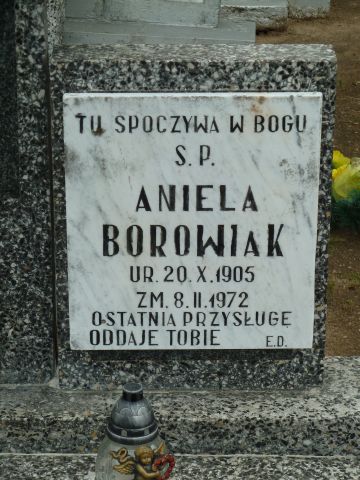 TU SPOCZYWA W BOGU
S.P.
ANIELA
BOROWIAK
UR. 20.X.1905
ZM. 8.II.1972
OSTATNIA PRZYSŁUGĘ
ODDAJE TOBIE E.D.